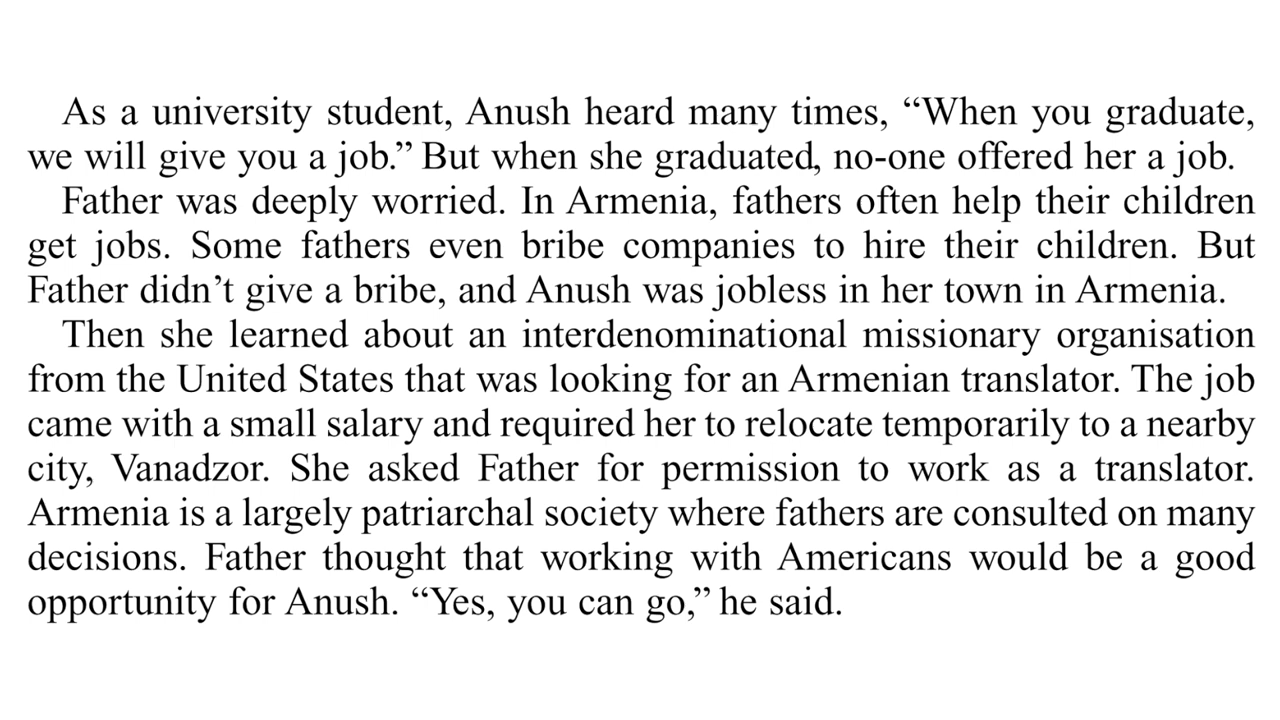 As a university student, Anush heard many times, “When you graduate,
we will give you a job.” But when she graduated, no-one offered her a job.
Father was deeply worried. In Armenia, fathers often help their children
get jobs. Some fathers even bribe companies to hire their children. But
Father didn’t give a bribe, and Anush was jobless in her town in Armenia.
Then she learned about an interdenominational missionary organisation
from the United States that was looking for an Armenian translator. The job
came with a small salary and required her to relocate temporarily to a nearby
city, Vanadzor. She asked Father for permission to work as a translator.
Armenia is a largely patriarchal society where fathers are consulted on many
decisions. Father thought that working with Americans would be a good
opportunity for Anush. “Yes, you can go,” he said.